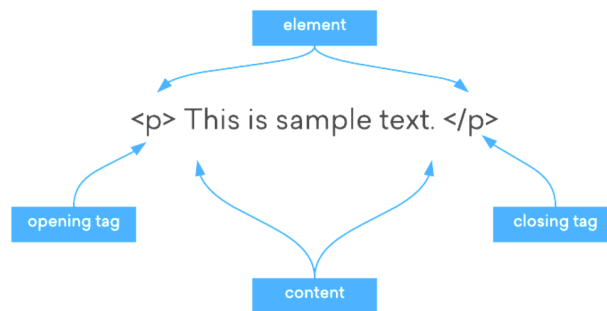 element
<p> This is sample text. </p>
opening tag
closing tag
content